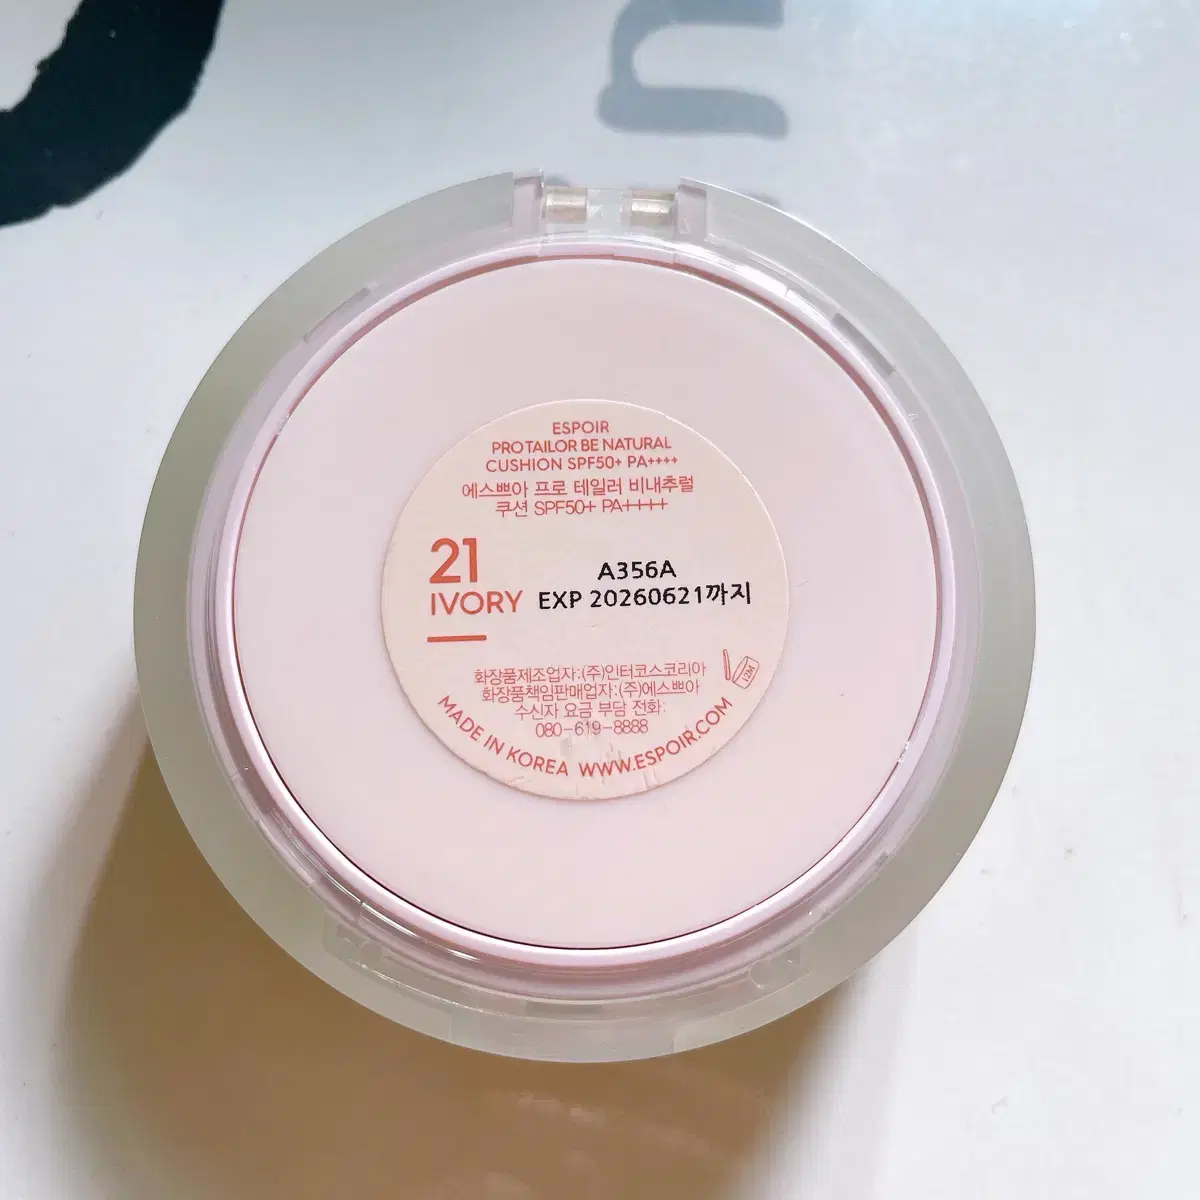 ESPOIR
PRO TAILOR BE NATURAL
CUSHION SPF50+ PA++++
에스쁘아 프로 테일러 비내추럴
쿠션 SPF50+ PA++++
21
IVORY
A356A
EXP 20260621까지
화장품제조업자:(주)인터코스코리아
화장품책임판매업자:(주)에스쁘아
수신자 요금 부담 전화:
080-619-8888
12M
MADE IN KOREA WWW.ESPOIR.COM